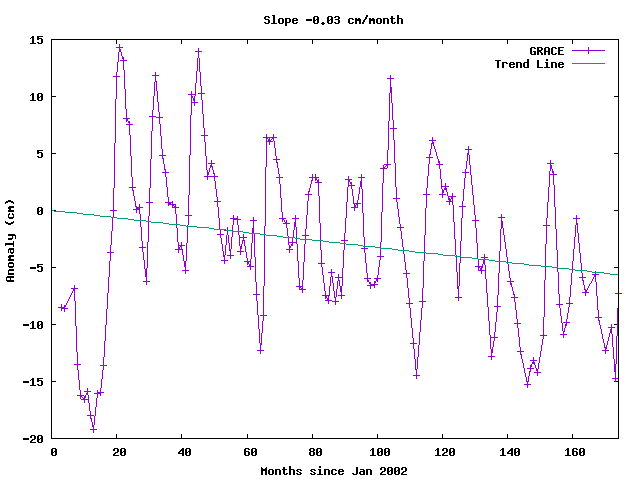 Slope -0.03 cm/month
GRACE
Trend Line
15
10
5
0
-5
-10
-15
-20
Anomaly (cm)
0 20 40 60 80 100 120 140 160
Months since Jan 2002